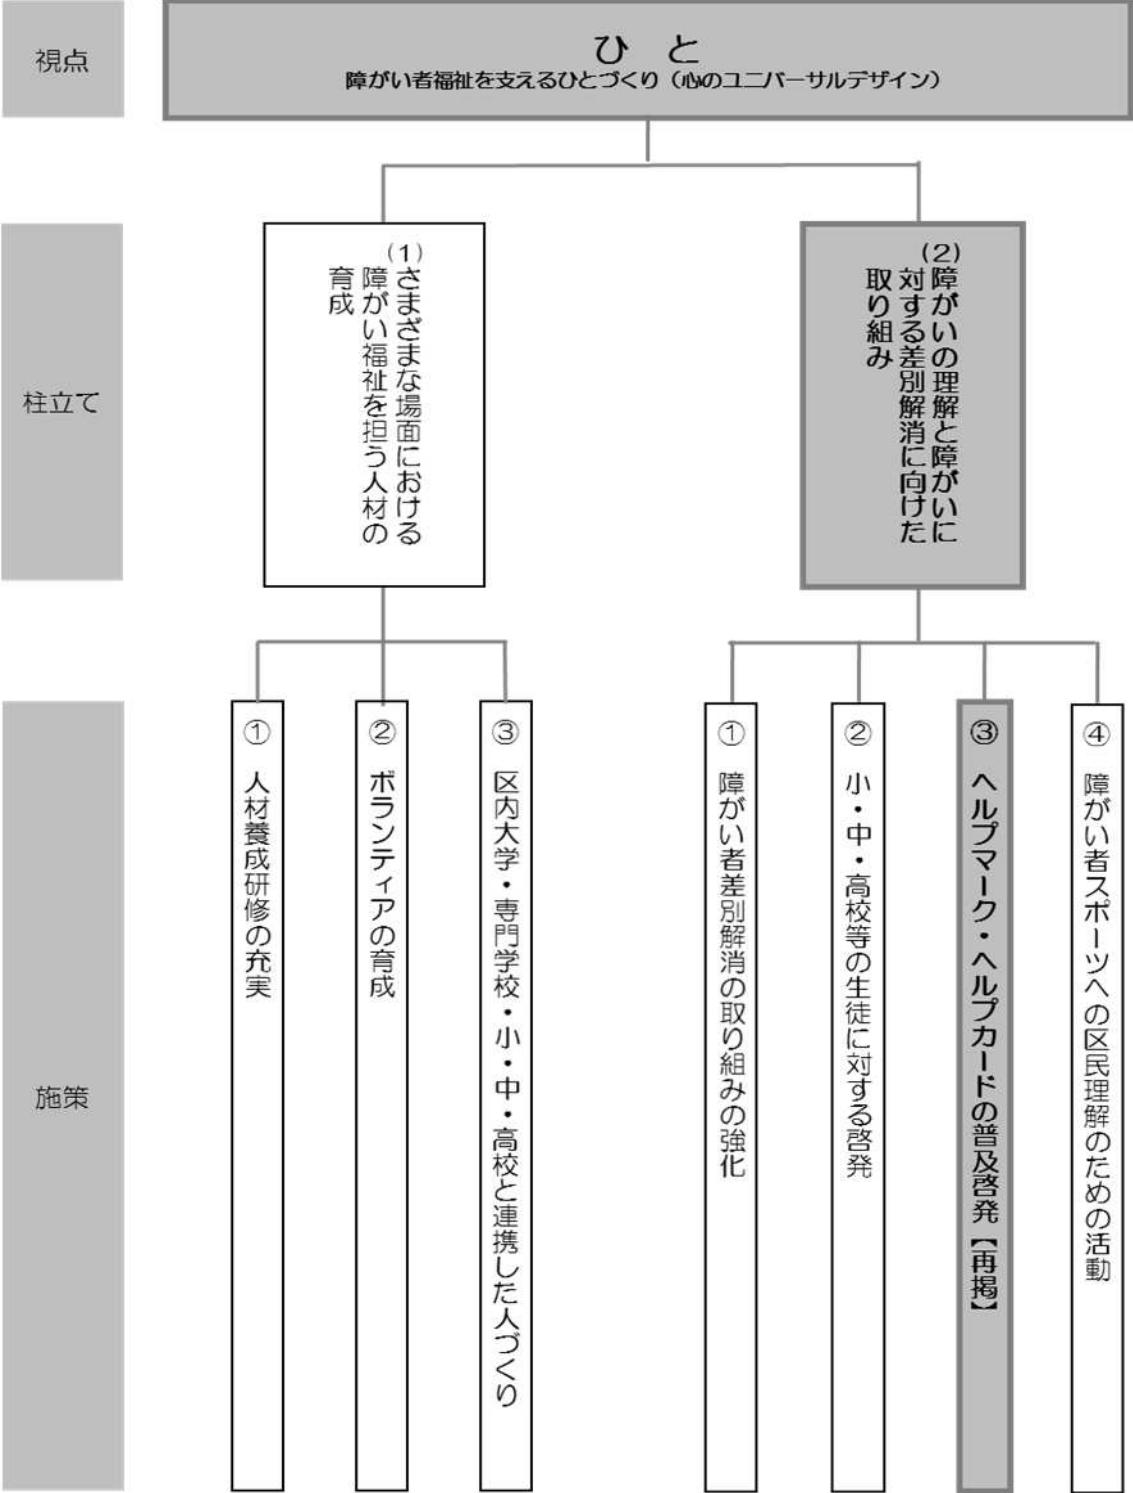 視点
ひと
障がい者福祉を支えるひとづくり（心のユニバーサルデザイン）
柱立て
(1)さまざまな場面における
障がい福祉を担う人材の
育成
(2)障がいの理解と障がいに
対する差別解消に向けた
取り組み
施策
① 人材養成研修の充実
② ボランティアの育成
③ 区内大学・専門学校・小・中・高校と連携した人づくり
① 障がい者差別解消の取り組みの強化
② 小・中・高校等の生徒に対する啓発
③ ヘルプマーク・ヘルプカードの普及啓発【再掲】
④ 障がい者スポーツへの区民理解のための活動